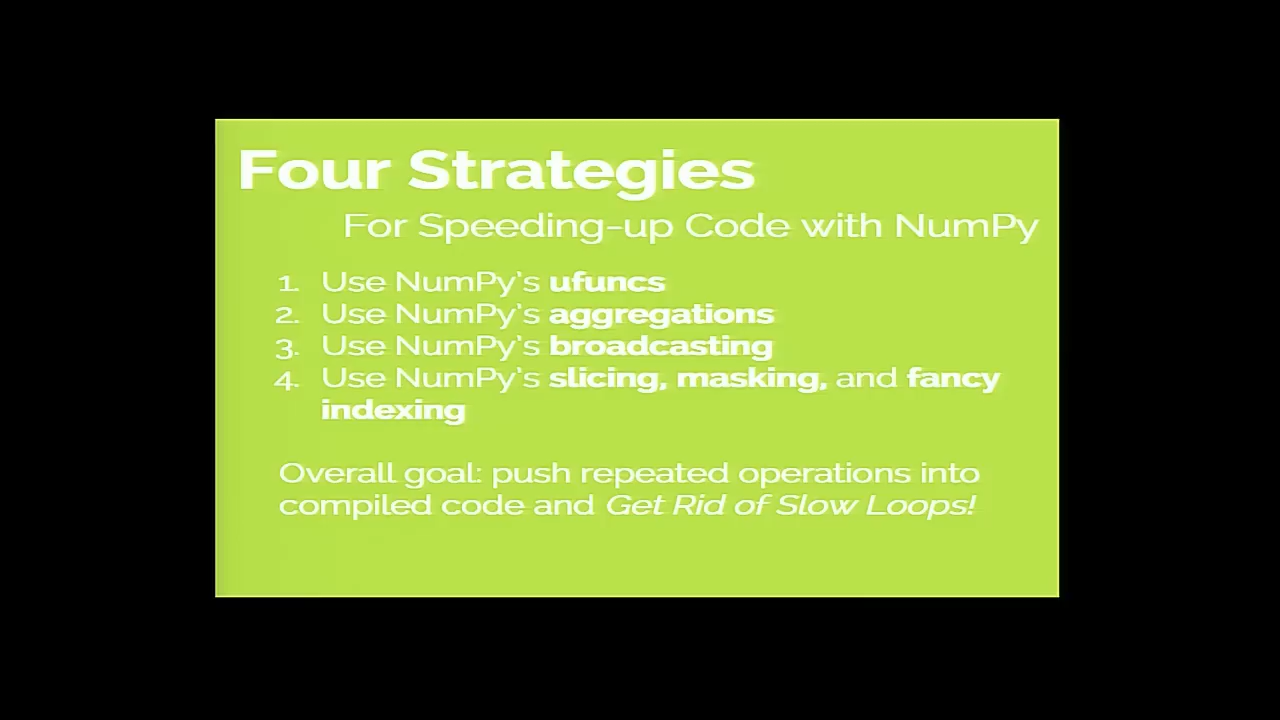 Four Strategies
For Speeding-up Code with NumPy
1. Use NumPy's ufuncs
2. Use NumPy's aggregations
3. Use NumPy's broadcasting
4. Use NumPy's slicing, masking, and fancy
indexing
Overall goal: push repeated operations into
compiled code and Get Rid of Slow Loops!